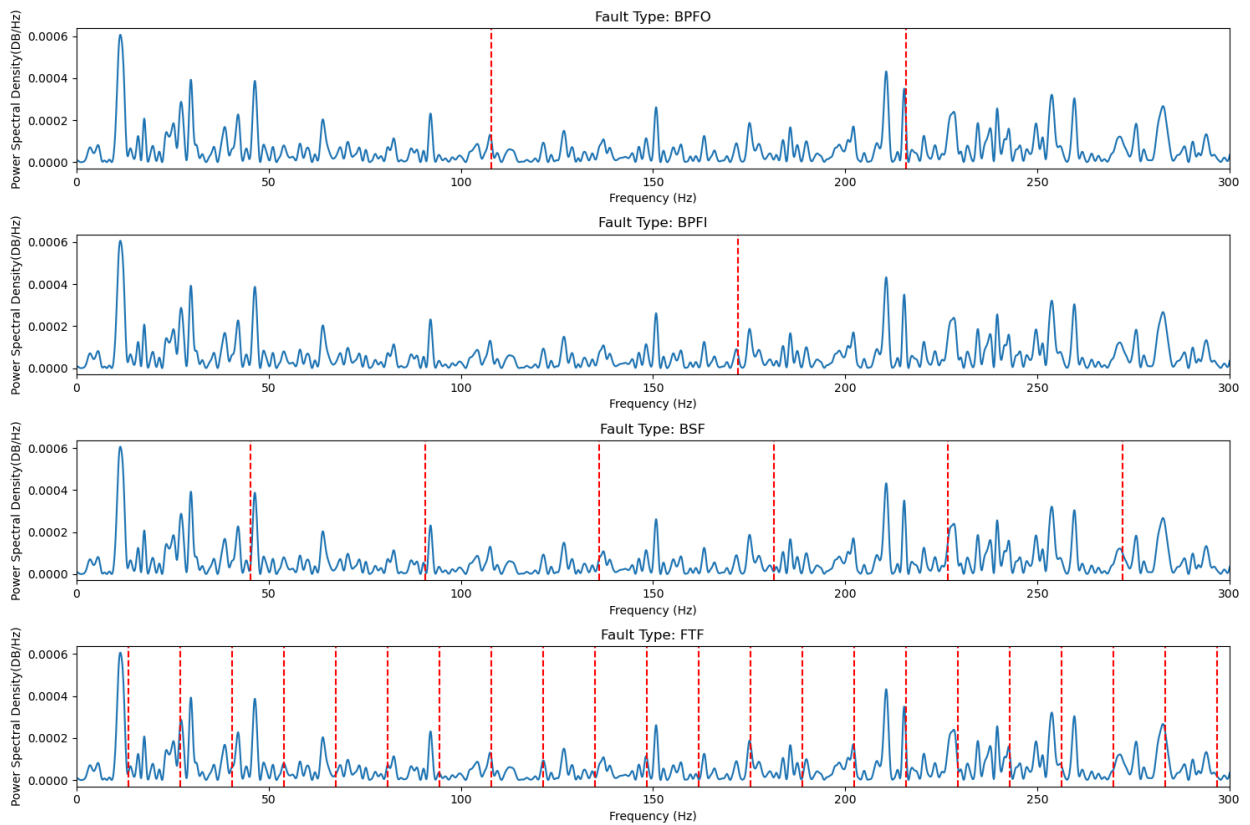 Fault Type: BPFO
Power Spectral Density(DB/Hz)
0.0006
0.0004
0.0002
0.0000
0 50 100 150 200 250 300
Frequency (Hz)
Fault Type: BPFI
Power Spectral Density(DB/Hz)
0.0006
0.0004
0.0002
0.0000
0 50 100 150 200 250 300
Frequency (Hz)
Fault Type: BSF
Power Spectral Density(DB/Hz)
0.0006
0.0004
0.0002
0.0000
0 50 100 150 200 250 300
Frequency (Hz)
Fault Type: FTF
Power Spectral Density(DB/Hz)
0.0006
0.0004
0.0002
0.0000
0 50 100 150 200 250 300
Frequency (Hz)